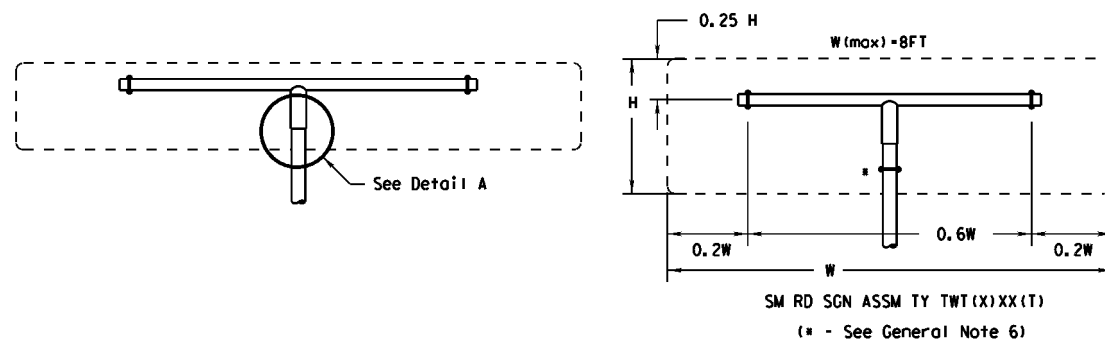 0.25 H
W(max)=8FT
H
See Detail A
*
0.2W
0.6W
0.2W
W
SM RD SGN ASSM TY TWT(X)XX(T)
(* - See General Note 6)